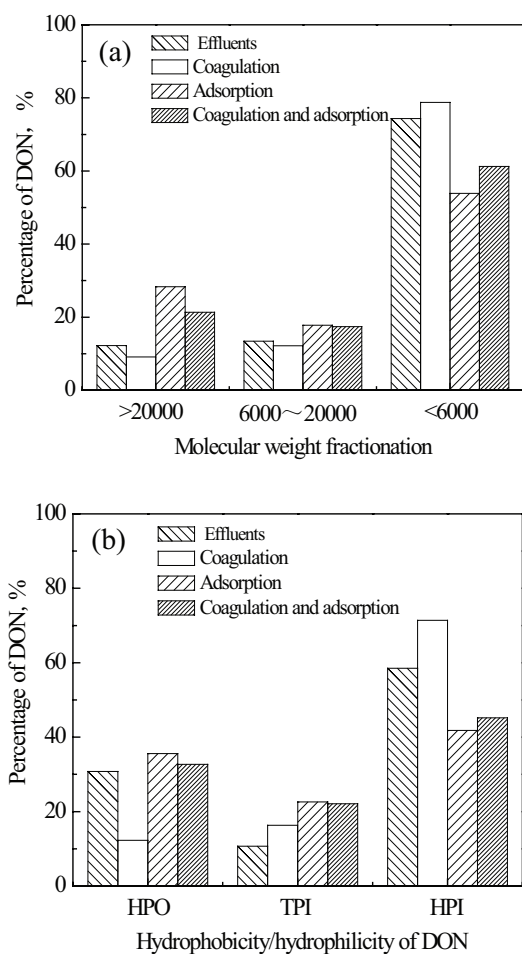 100
(a)
Effluents
Coagulation
Adsorption
Coagulation and adsorption
80
60
40
20
0
Percentage of DON, %
>20000
6000～20000
<6000
Molecular weight fractionation
100
(b)
Effluents
Coagulation
Adsorption
Coagulation and adsorption
80
60
40
20
0
Percentage of DON, %
HPO
TPI
HPI
Hydrophobicity/hydrophilicity of DON